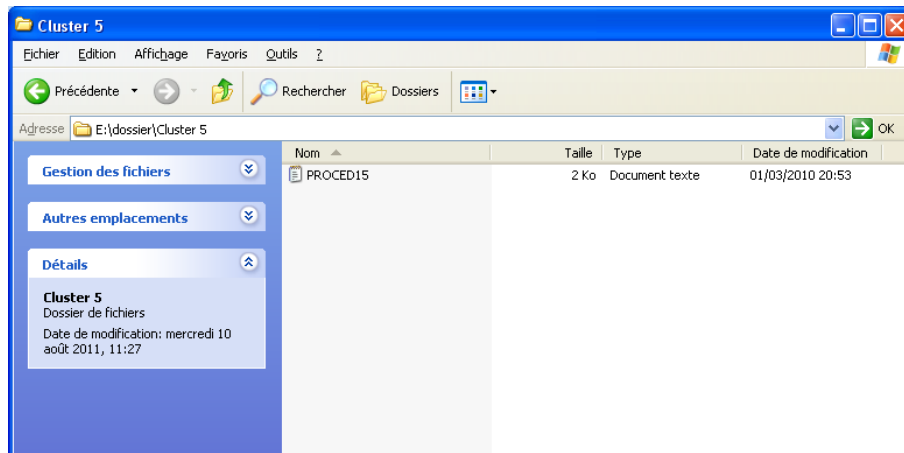 Cluster 5
Fichier Edition Affichage Favoris Outils ?
Précédente Rechercher Dossiers
Adresse E:\dossier\Cluster 5 OK
Nom Taille Type Date de modification
PROCED15 2 Ko Document texte 01/03/2010 20:53
Gestion des fichiers
Autres emplacements
Détails
Cluster 5
Dossier de fichiers
Date de modification: mercredi 10
août 2011, 11:27